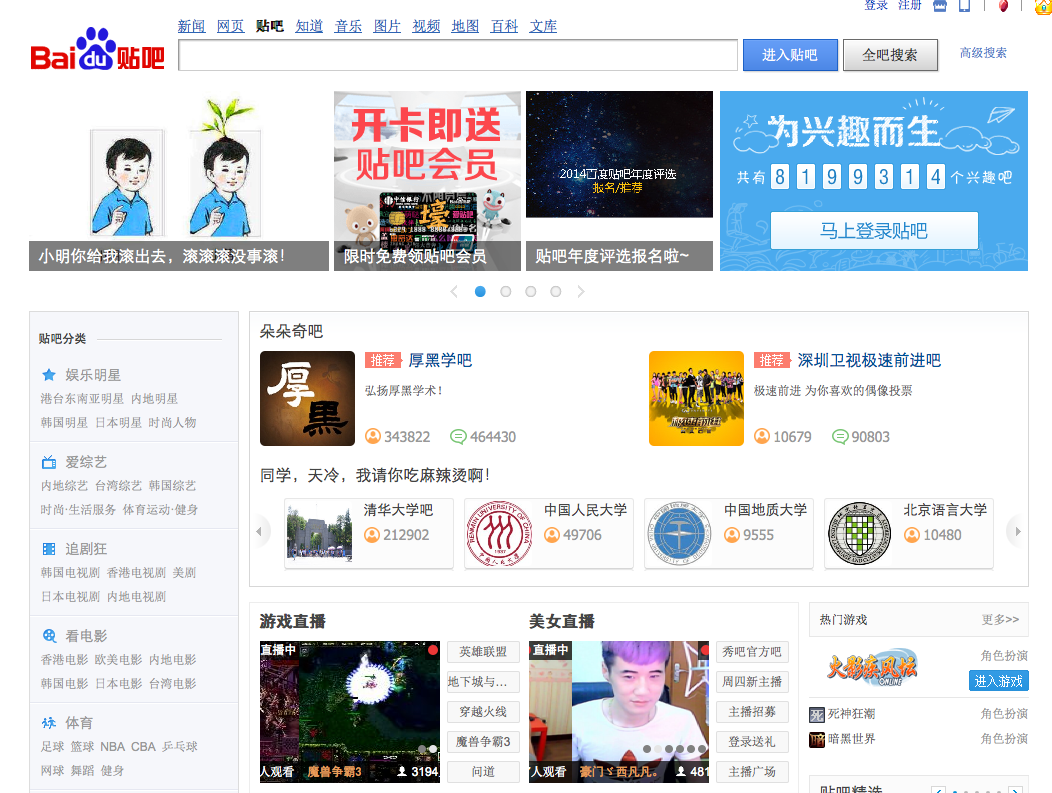 登录 注册
新闻 网页 贴吧 知道 音乐 图片 视频 地图 百科 文库
Bai du 贴吧
进入贴吧 全吧搜索 高级搜索
开卡即送
贴吧会员
中信银行
壕
2014百度贴吧年度评选
报名/推荐
为兴趣而生
共有 8 1 9 9 3 1 4 个兴趣吧
马上登录贴吧
小明你给我滚出去，滚滚滚没事滚！
限时免费领贴吧会员
贴吧年度评选报名啦~
贴吧分类
娱乐明星
港台东南亚明星 内地明星
韩国明星 日本明星 时尚人物
爱综艺
内地综艺 台湾综艺 韩国综艺
时尚·生活服务 体育运动·健身
追剧狂
韩国电视剧 香港电视剧 美剧
日本电视剧 内地电视剧
看电影
香港电影 欧美电影 内地电影
韩国电影 日本电影 台湾电影
体育
足球 篮球 NBA CBA 乒乓球
网球 舞蹈 健身
朵朵奇吧
厚黑
推荐 厚黑学吧
弘扬厚黑学术！
343822 464430
推荐 深圳卫视极速前进吧
极速前进 为你喜欢的偶像投票
10679 90803
同学，天冷，我请你吃麻辣烫啊！
清华大学吧
212902
RENMIN UNIVERSITY OF CHINA
1937
中国人民大学
49706
中国地质大学
9555
北京语言大学
10480
游戏直播
直播中
人观看 魔兽争霸3 3194
英雄联盟
地下城与...
穿越火线
魔兽争霸3
问道
美女直播
直播中
人观看 豪门ゞ西凡凡。 481
秀吧官方吧
周四新主播
主播招募
登录送礼
主播广场
热门游戏 更多>>
火影疾风坛
ONLINE
角色扮演
进入游戏
死神狂潮 角色扮演
暗黑世界 角色扮演
贴吧精选